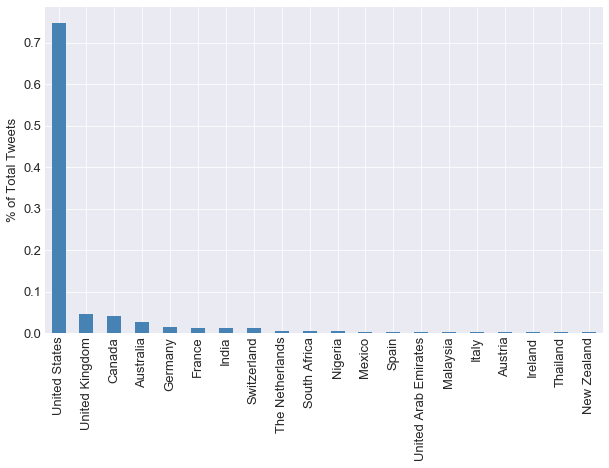 % of Total Tweets
0.7
0.6
0.5
0.4
0.3
0.2
0.1
0.0
United States
United Kingdom
Canada
Australia
Germany
France
India
Switzerland
The Netherlands
South Africa
Nigeria
Mexico
Spain
United Arab Emirates
Malaysia
Italy
Austria
Ireland
Thailand
New Zealand